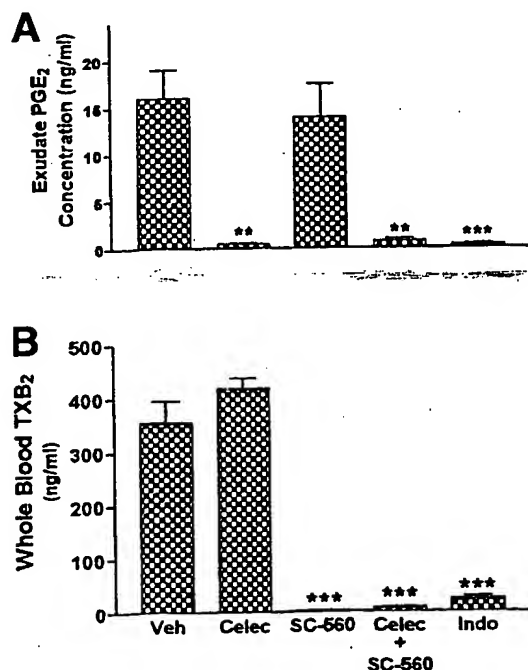 A
Exudate PGE2
Concentration (ng/ml)
20
15
10
5
0
**
**
***
B
Whole Blood TXB2
(ng/ml)
500
400
300
200
100
0
***
***
***
Veh
Celec
SC-560
Celec
+
SC-560
Indo